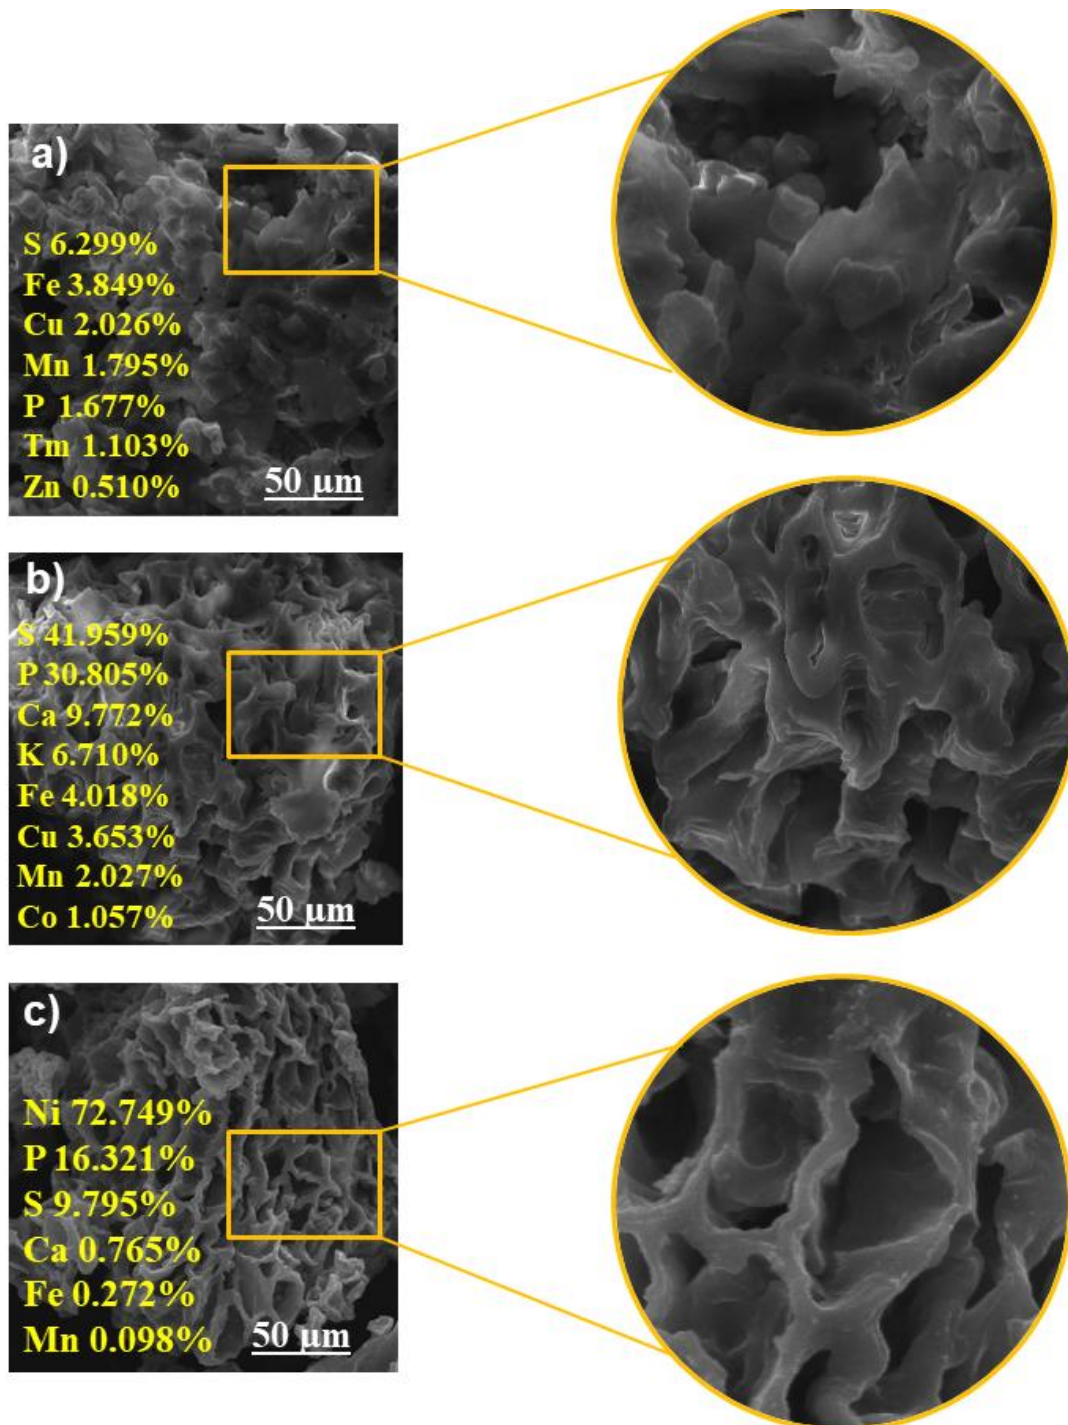 a)
S 6.299%
Fe 3.849%
Cu 2.026%
Mn 1.795%
P 1.677%
Tm 1.103%
Zn 0.510%
50 µm
b)
S 41.959%
P 30.805%
Ca 9.772%
K 6.710%
Fe 4.018%
Cu 3.653%
Mn 2.027%
Co 1.057%
50 µm
c)
Ni 72.749%
P 16.321%
S 9.795%
Ca 0.765%
Fe 0.272%
Mn 0.098%
50 µm